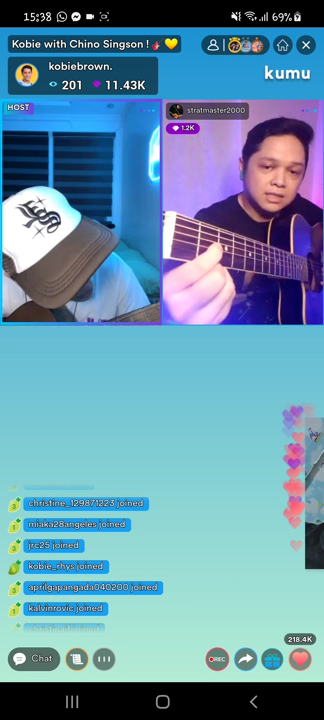 15:38
69%
Kobie with Chino Singson !
kobiebrown.
201 11.43K
kumu
HOST
stratmaster2000
1.2K
christine_129871223 joined
miaka28angeles joined
jrc25 joined
kobie_rhys joined
aprilgapangada040200 joined
kalvinrovic joined
218.4K
Chat
REC